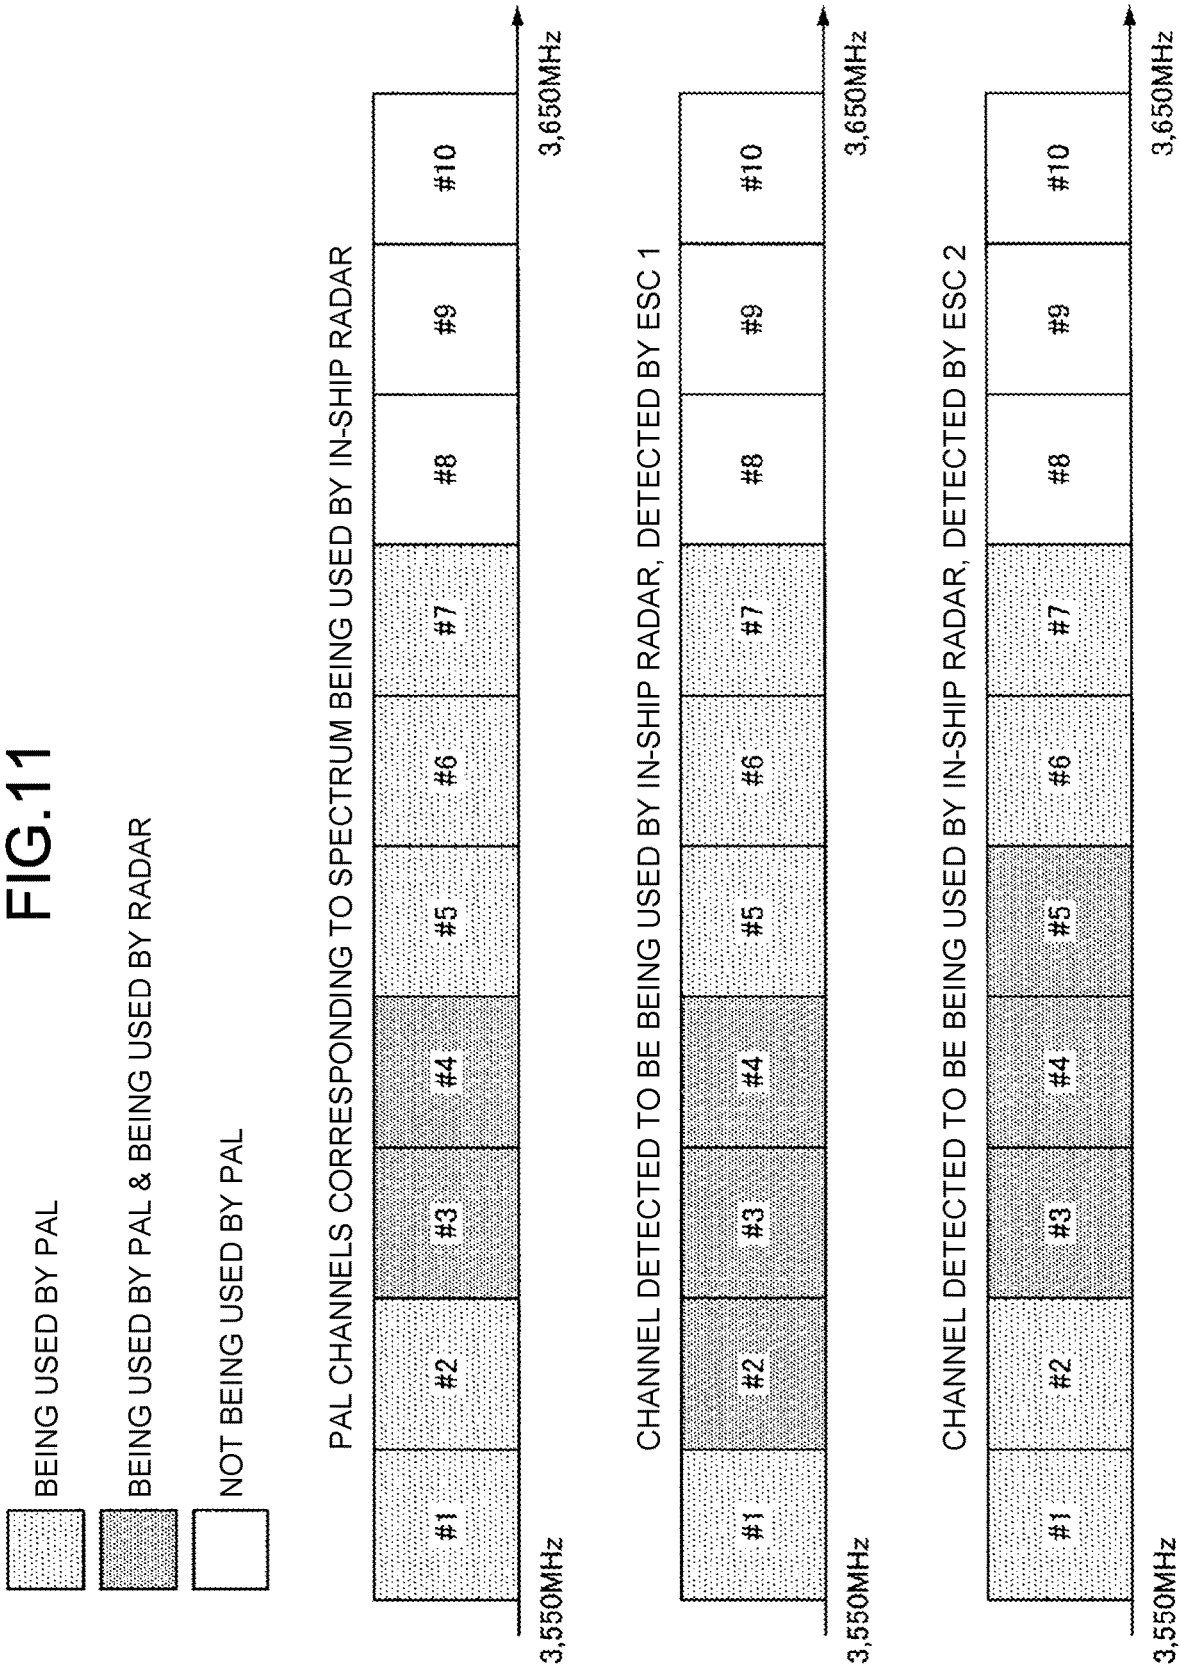 FIG.11
BEING USED BY PAL
BEING USED BY PAL & BEING USED BY RADAR
NOT BEING USED BY PAL
PAL CHANNELS CORRESPONDING TO SPECTRUM BEING USED BY IN-SHIP RADAR
#1 #2 #3 #4 #5 #6 #7 #8 #9 #10
3,550MHz 3,650MHz
CHANNEL DETECTED TO BE BEING USED BY IN-SHIP RADAR, DETECTED BY ESC 1
#1 #2 #3 #4 #5 #6 #7 #8 #9 #10
3,550MHz 3,650MHz
CHANNEL DETECTED TO BE BEING USED BY IN-SHIP RADAR, DETECTED BY ESC 2
#1 #2 #3 #4 #5 #6 #7 #8 #9 #10
3,550MHz 3,650MHz